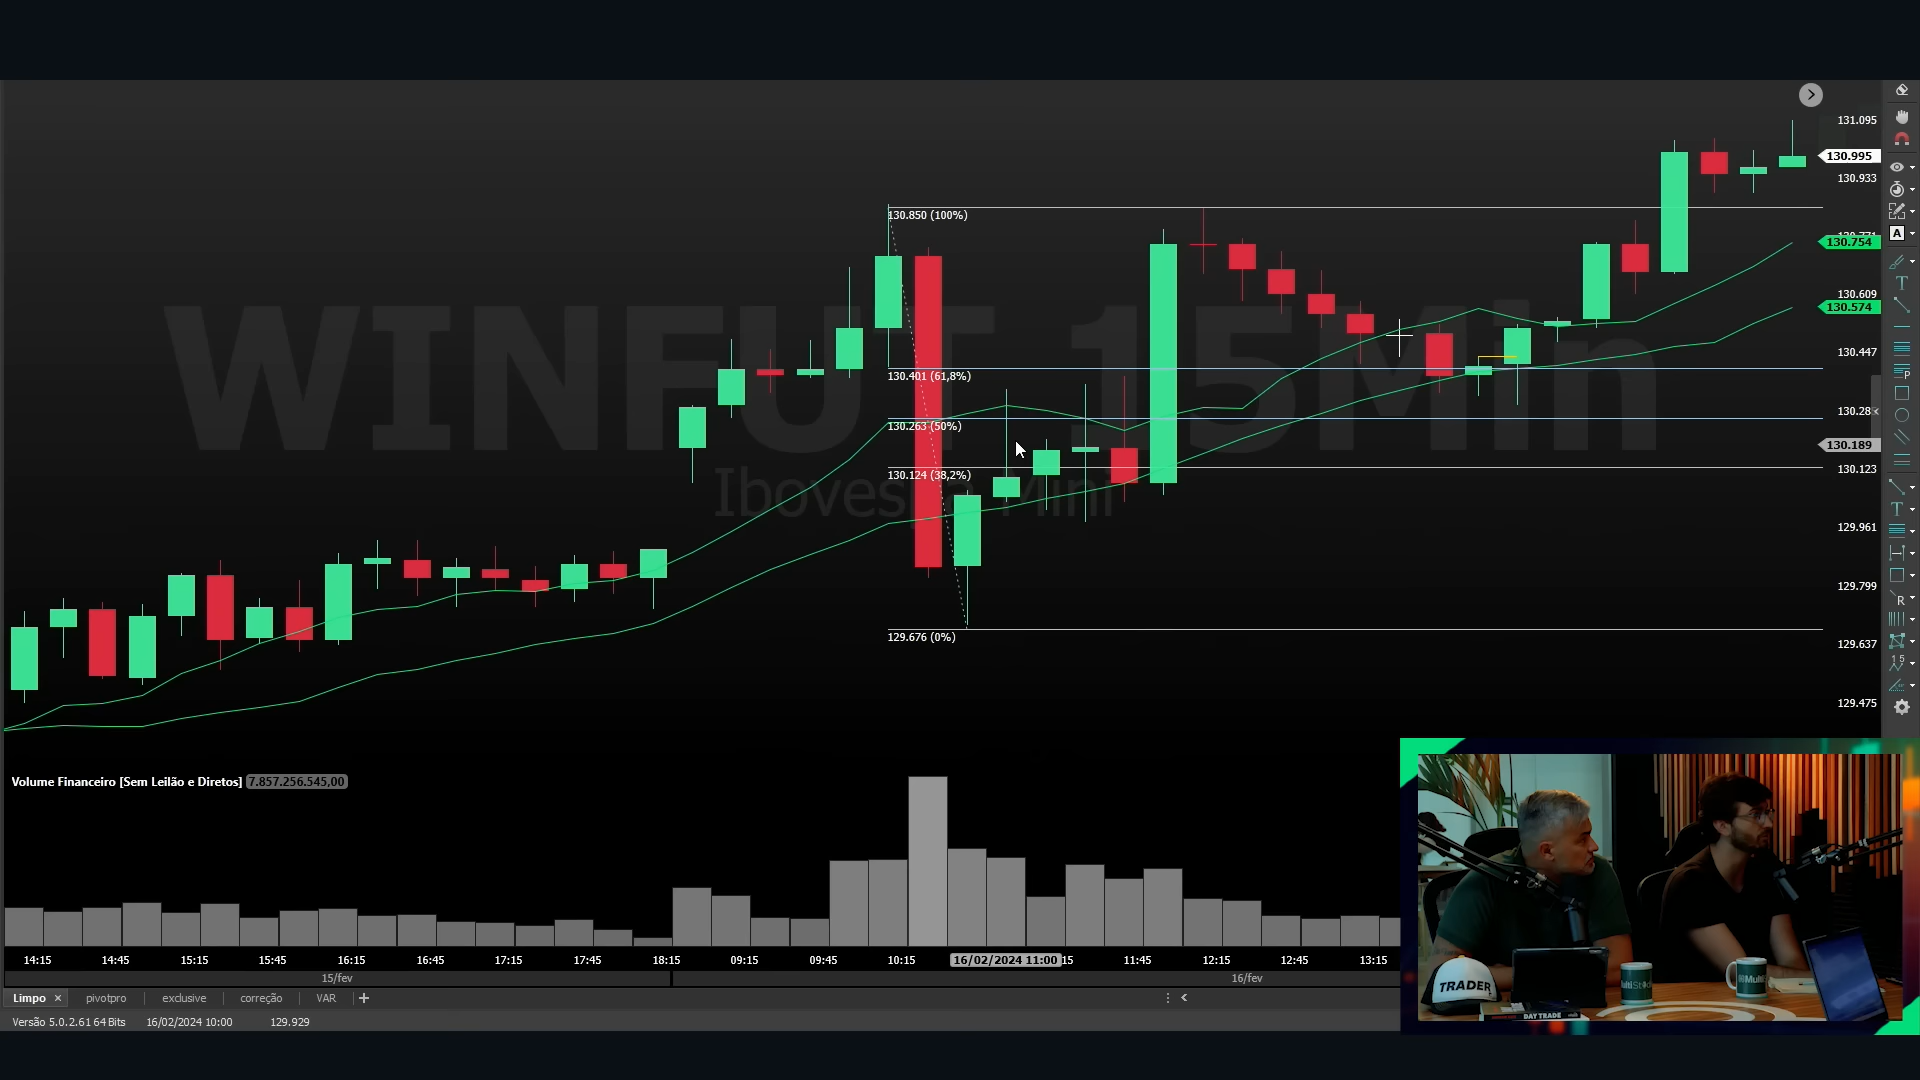 WINFUT 15Min
Ibovespa Mini
131.095
130.995
130.933
130.754
130.609
130.574
130.447
130.28
130.189
130.123
129.961
129.799
129.637
129.475
130.850 (100%)
130.401 (61,8%)
130.263 (50%)
130.124 (38,2%)
129.676 (0%)
Volume Financeiro [Sem Leilão e Diretos] 7.857.256.545,00
14:15 14:45 15:15 15:45 16:15 16:45 17:15 17:45 18:15 09:15 09:45 10:15 16/02/2024 11:00 15 11:45 12:15 12:45 13:15
15/fev 16/fev
Limpo × pivotpro exclusive correção VAR +
Versão 5.0.2.61 64 Bits 16/02/2024 10:00 129.929
TRADER
DAY TRADE